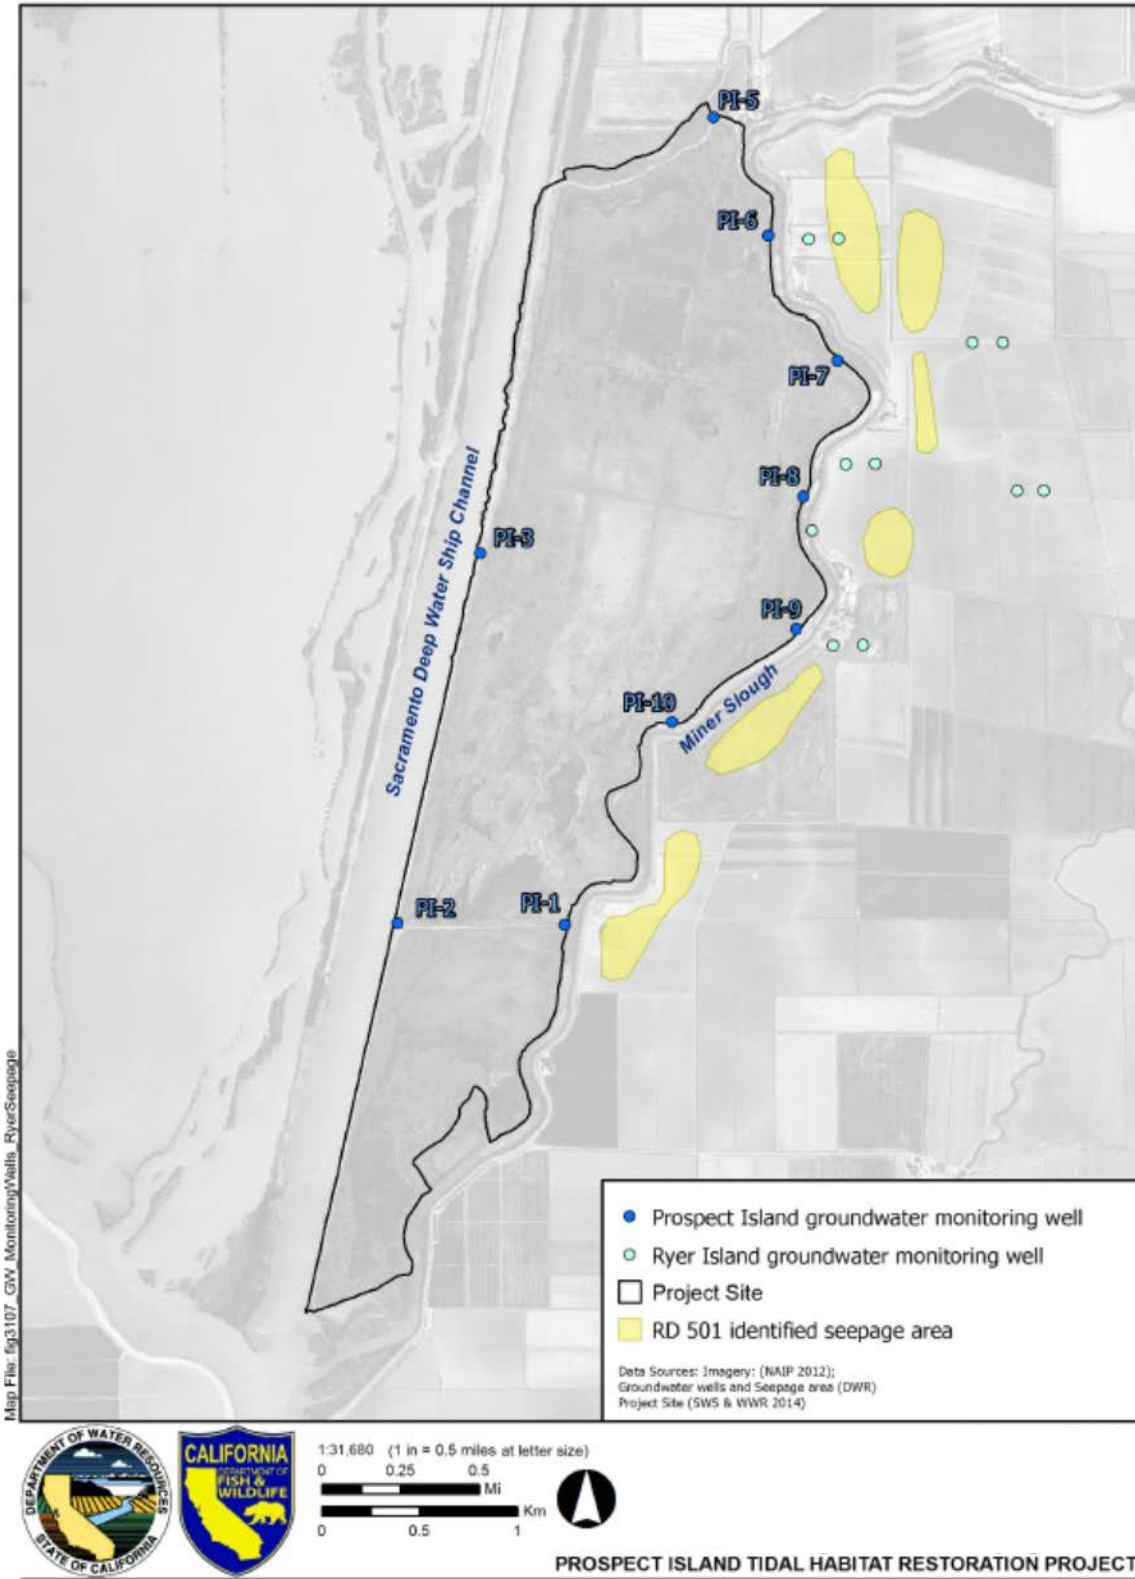 PI-5
PI-6
PI-7
PI-8
PI-3
PI-9
PI-10
PI-2
PI-1
Sacramento Deep Water Ship Channel
Miner Slough
Prospect Island groundwater monitoring well
Ryer Island groundwater monitoring well
Project Site
RD 501 identified seepage area
Data Sources: Imagery: (NAIP 2012);
Groundwater wells and Seepage area (DWR)
Project Site (SWS & WWR 2014)
Map File: fig3107_GW_MonitoringWells_RyerSeepage
DEPARTMENT OF WATER RESOURCES
STATE OF CALIFORNIA
CALIFORNIA
DEPARTMENT OF
FISH &
WILDLIFE
1:31,680 (1 in = 0.5 miles at letter size)
0 0.25 0.5
Mi
Km
0 0.5 1
PROSPECT ISLAND TIDAL HABITAT RESTORATION PROJECT